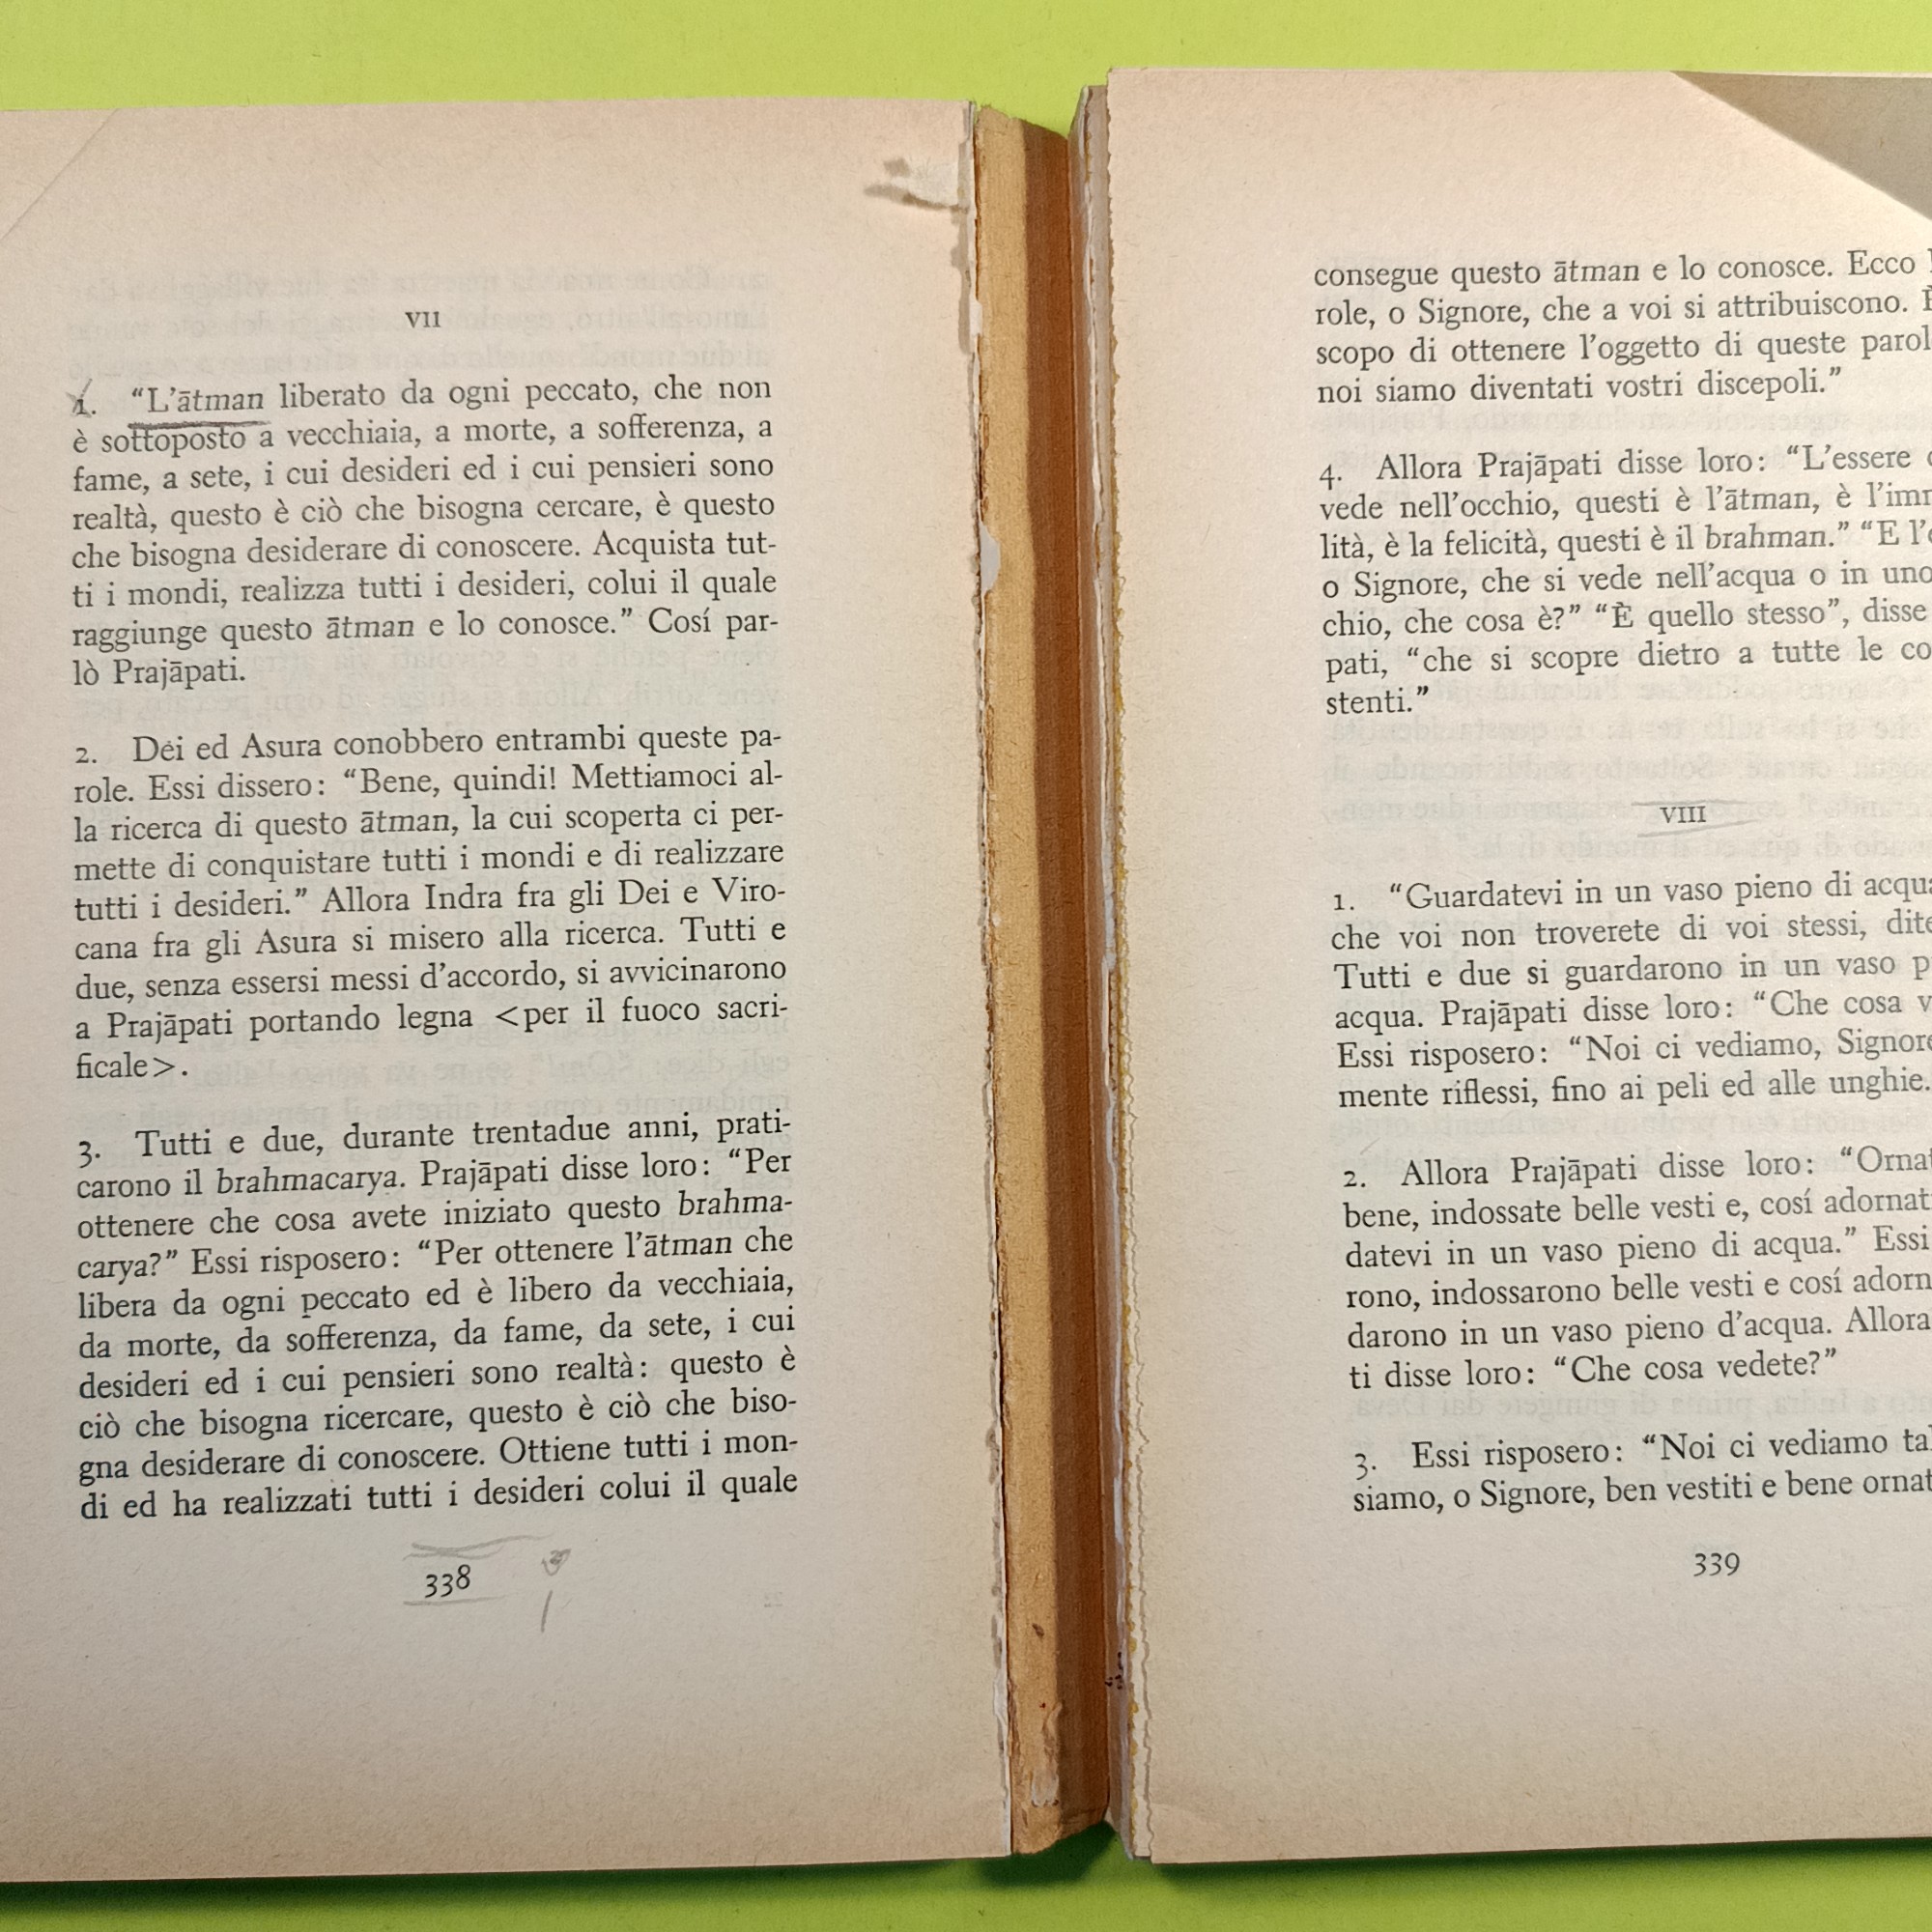 VII
1. “L’ātman liberato da ogni peccato, che non
è sottoposto a vecchiaia, a morte, a sofferenza, a
fame, a sete, i cui desideri ed i cui pensieri sono
realtà, questo è ciò che bisogna cercare, è questo
che bisogna desiderare di conoscere. Acquista tut-
ti i mondi, realizza tutti i desideri, colui il quale
raggiunge questo ātman e lo conosce.” Cosí par-
lò Prajāpati.
2. Dei ed Asura conobbero entrambi queste pa-
role. Essi dissero: “Bene, quindi! Mettiamoci al-
la ricerca di questo ātman, la cui scoperta ci per-
mette di conquistare tutti i mondi e di realizzare
tutti i desideri.” Allora Indra fra gli Dei e Viro-
cana fra gli Asura si misero alla ricerca. Tutti e
due, senza essersi messi d’accordo, si avvicinarono
a Prajāpati portando legna <per il fuoco sacri-
ficale>.
3. Tutti e due, durante trentadue anni, prati-
carono il brahmacarya. Prajāpati disse loro: “Per
ottenere che cosa avete iniziato questo brahma-
carya?” Essi risposero: “Per ottenere l’ātman che
libera da ogni peccato ed è libero da vecchiaia,
da morte, da sofferenza, da fame, da sete, i cui
desideri ed i cui pensieri sono realtà: questo è
ciò che bisogna ricercare, questo è ciò che biso-
gna desiderare di conoscere. Ottiene tutti i mon-
di ed ha realizzati tutti i desideri colui il quale
338
consegue questo ātman e lo conosce. Ecco
role, o Signore, che a voi si attribuiscono. È
scopo di ottenere l’oggetto di queste parol
noi siamo diventati vostri discepoli.”
4. Allora Prajāpati disse loro: “L’essere
vede nell’occhio, questi è l’ātman, è l’imm
lità, è la felicità, questi è il brahman.” “E l’
o Signore, che si vede nell’acqua o in uno
chio, che cosa è?” “È quello stesso”, disse
pati, “che si scopre dietro a tutte le co
stenti.”
VIII
1. “Guardatevi in un vaso pieno di acqua
che voi non troverete di voi stessi, dite
Tutti e due si guardarono in un vaso p
acqua. Prajāpati disse loro: “Che cosa v
Essi risposero: “Noi ci vediamo, Signore
mente riflessi, fino ai peli ed alle unghie.
2. Allora Prajāpati disse loro: “Ornat
bene, indossate belle vesti e, cosí adornat
datevi in un vaso pieno di acqua.” Essi
rono, indossarono belle vesti e cosí adorn
darono in un vaso pieno d’acqua. Allora
ti disse loro: “Che cosa vedete?”
3. Essi risposero: “Noi ci vediamo ta
siamo, o Signore, ben vestiti e bene ornat
339